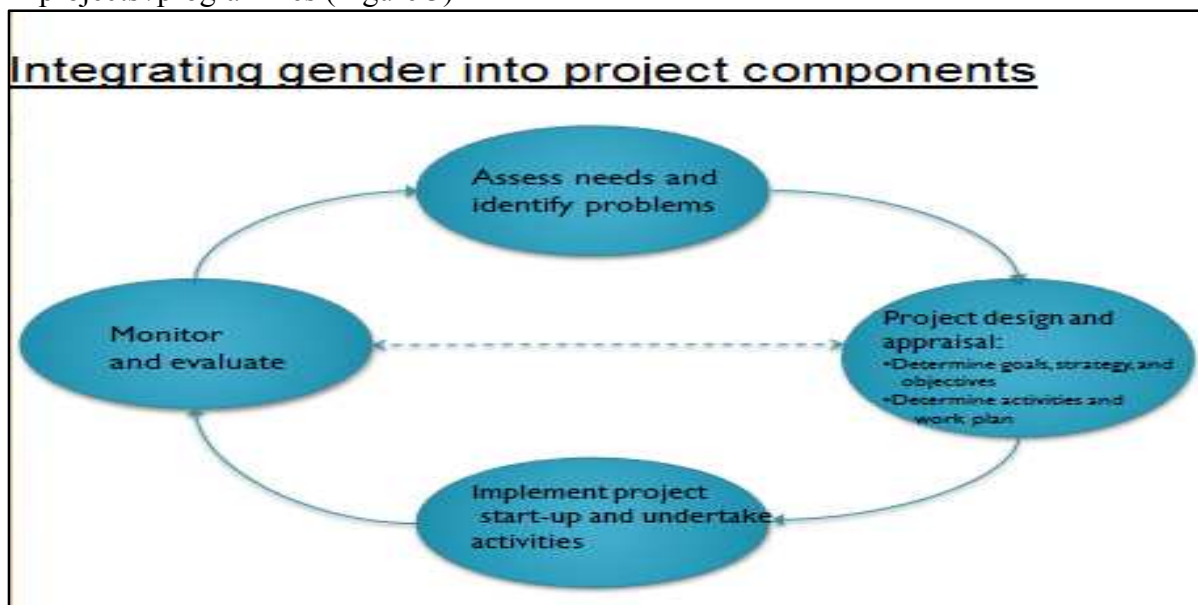 Integrating gender into project components
Assess needs and
identify problems
Monitor
and evaluate
Project design and
appraisal:
•Determine goals, strategy, and
objectives
•Determine activities and
work plan
Implement project
start-up and undertake
activities